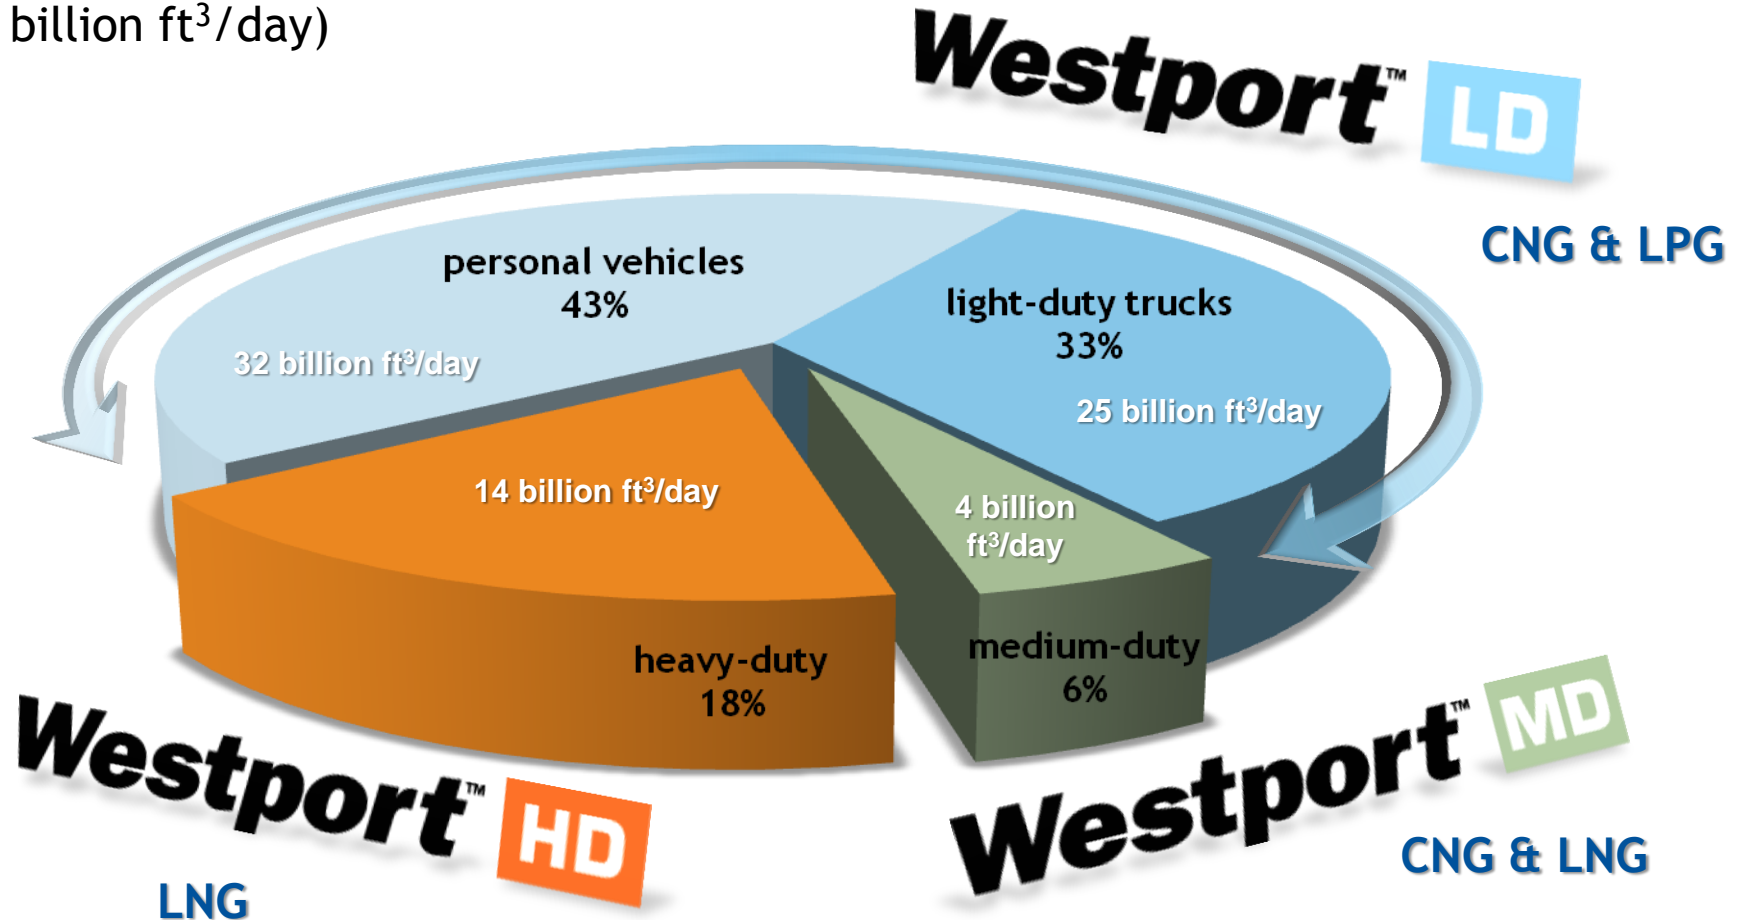 billion ft³/day)
Westport™ LD
CNG & LPG
personal vehicles
43%
32 billion ft³/day
light-duty trucks
33%
25 billion ft³/day
14 billion ft³/day
4 billion
ft³/day
heavy-duty
18%
medium-duty
6%
Westport™ HD
LNG
Westport™ MD
CNG & LNG